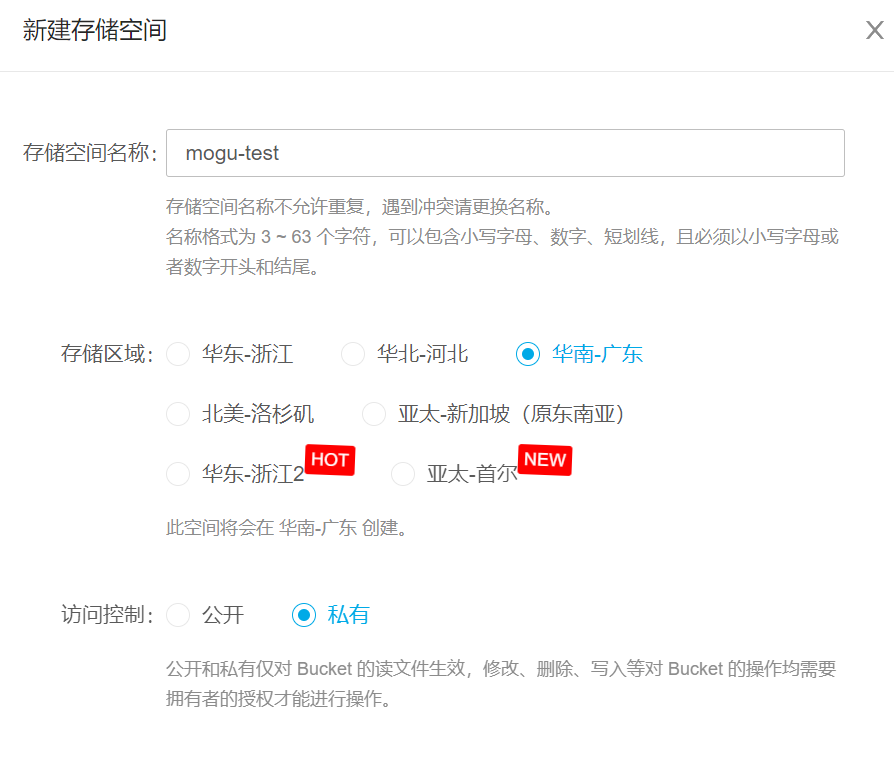 新建存储空间
存储空间名称: mogu-test
存储空间名称不允许重复，遇到冲突请更换名称。
名称格式为 3 ~ 63 个字符，可以包含小写字母、数字、短划线，且必须以小写字母或
者数字开头和结尾。
存储区域: 华东-浙江 华北-河北 华南-广东
北美-洛杉矶 亚太-新加坡（原东南亚）
华东-浙江2 HOT 亚太-首尔 NEW
此空间将会在 华南-广东 创建。
访问控制: 公开 私有
公开和私有仅对 Bucket 的读文件生效，修改、删除、写入等对 Bucket 的操作均需要
拥有者的授权才能进行操作。